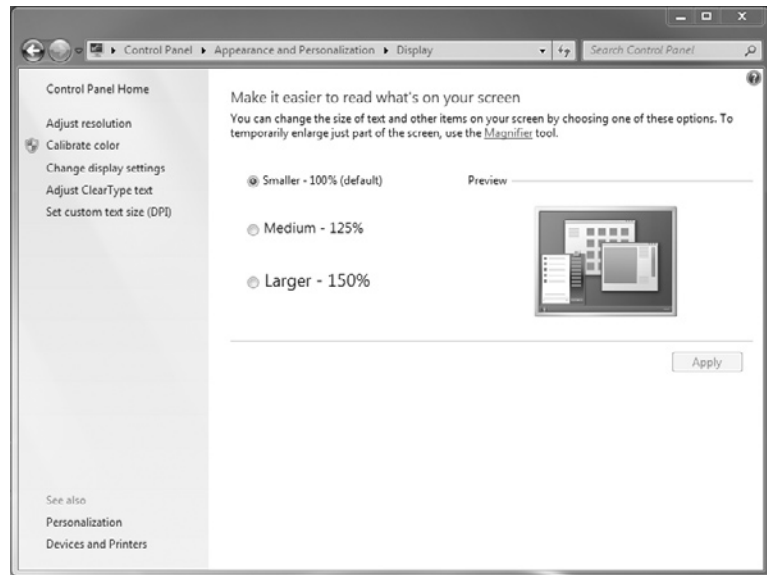 Control Panel ▸ Appearance and Personalization ▸ Display
Search Control Panel
Control Panel Home
Adjust resolution
Calibrate color
Change display settings
Adjust ClearType text
Set custom text size (DPI)
See also
Personalization
Devices and Printers
Make it easier to read what's on your screen
You can change the size of text and other items on your screen by choosing one of these options. To
temporarily enlarge just part of the screen, use the Magnifier tool.
Smaller - 100% (default)
Preview
Medium - 125%
Larger - 150%
Apply